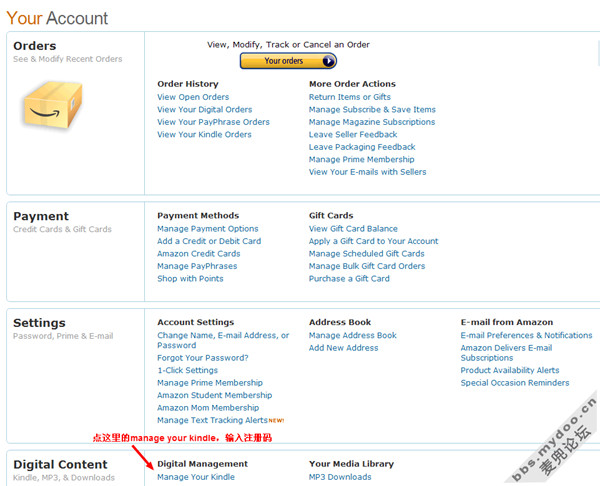 Your Account
Orders
See & Modify Recent Orders
View, Modify, Track or Cancel an Order
Your orders
Order History
View Open Orders
View Your Digital Orders
View Your PayPhrase Orders
View Your Kindle Orders
More Order Actions
Return Items or Gifts
Manage Subscribe & Save Items
Manage Magazine Subscriptions
Leave Seller Feedback
Leave Packaging Feedback
Manage Prime Membership
View Your E-mails with Sellers
Payment
Credit Cards & Gift Cards
Payment Methods
Manage Payment Options
Add a Credit or Debit Card
Amazon Credit Cards
Manage PayPhrases
Shop with Points
Gift Cards
View Gift Card Balance
Apply a Gift Card to Your Account
Manage Scheduled Gift Cards
Manage Bulk Gift Card Orders
Purchase a Gift Card
Settings
Password, Prime & E-mail
Account Settings
Change Name, E-mail Address, or
Password
Forgot Your Password?
1-Click Settings
Manage Prime Membership
Amazon Student Membership
Amazon Mom Membership
Manage Text Tracking Alerts NEW!
Address Book
Manage Address Book
Add New Address
E-mail from Amazon
E-mail Preferences & Notifications
Amazon Delivers E-mail
Subscriptions
Product Availability Alerts
Special Occasion Reminders
点这里的manage your kindle，输入注册码
Digital Content
Kindle, MP3, & Downloads
Digital Management
Manage Your Kindle
Your Media Library
MP3 Downloads
bbs.mydoo.cn
麦兜论坛